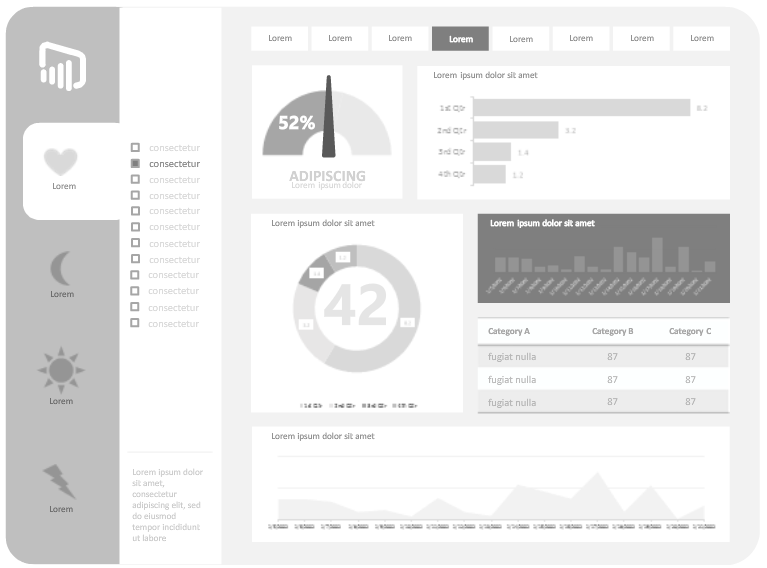 Lorem
Lorem
Lorem
Lorem
Lorem
Lorem
Lorem
Lorem
52%
ADIPISCING
Lorem ipsum dolor
Lorem ipsum dolor sit amet
1st Qtr 8.2
2nd Qtr 3.2
3rd Qtr 1.4
4th Qtr 1.2
Lorem
Lorem
Lorem
Lorem
consectetur
consectetur
consectetur
consectetur
consectetur
consectetur
consectetur
consectetur
consectetur
consectetur
consectetur
consectetur
Lorem ipsum dolor
sit amet,
consectetur
adipiscing elit, sed
do eiusmod
tempor incididunt
ut labore
Lorem ipsum dolor sit amet
42
Lorem ipsum dolor sit amet
Category A Category B Category C
fugiat nulla 87 87
fugiat nulla 87 87
fugiat nulla 87 87
Lorem ipsum dolor sit amet